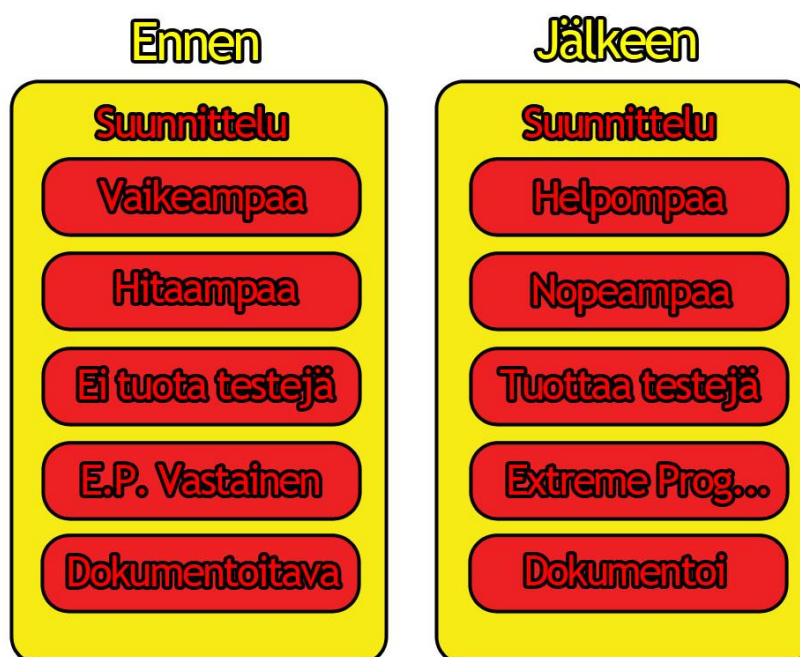 Ennen
Suunnittelu
Vaikeampaa
Hitaampaa
Ei tuota testejä
E.P. Vastainen
Dokumentoitava
Jälkeen
Suunnittelu
Helpompaa
Nopeampaa
Tuottaa testejä
Extreme Prog...
Dokumentoi